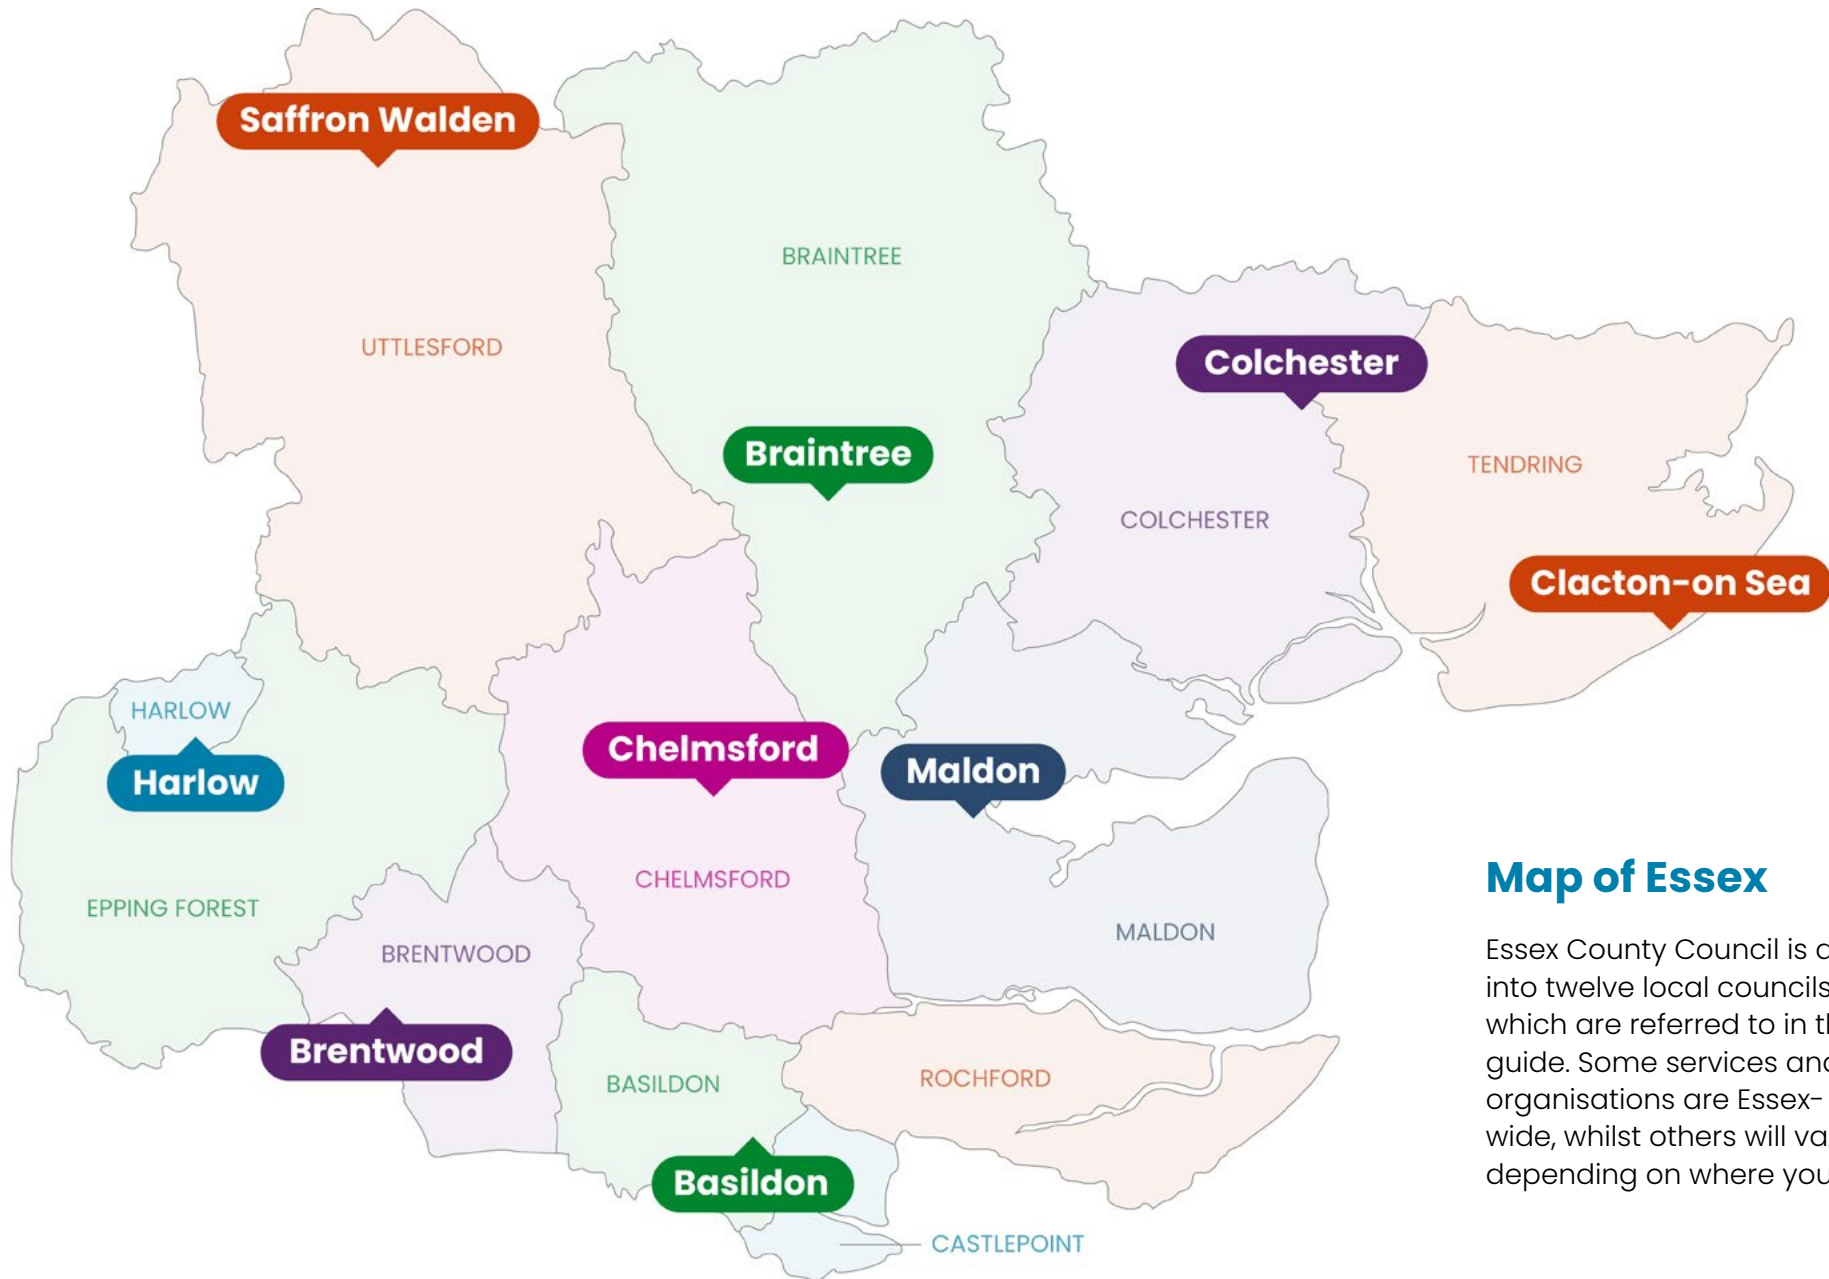 Saffron Walden
BRAINTREE
UTTLESFORD
Colchester
Braintree
TENDRING
COLCHESTER
Clacton-on Sea
HARLOW
Chelmsford
Maldon
Harlow
Map of Essex
CHELMSFORD
EPPING FOREST
MALDON
BRENTWOOD
Essex County Council is
into twelve local councils
which are referred to in
guide. Some services
organisations are Essex-
wide, whilst others will
depending on where you
Brentwood
BASILDON
ROCHFORD
Basildon
CASTLEPOINT